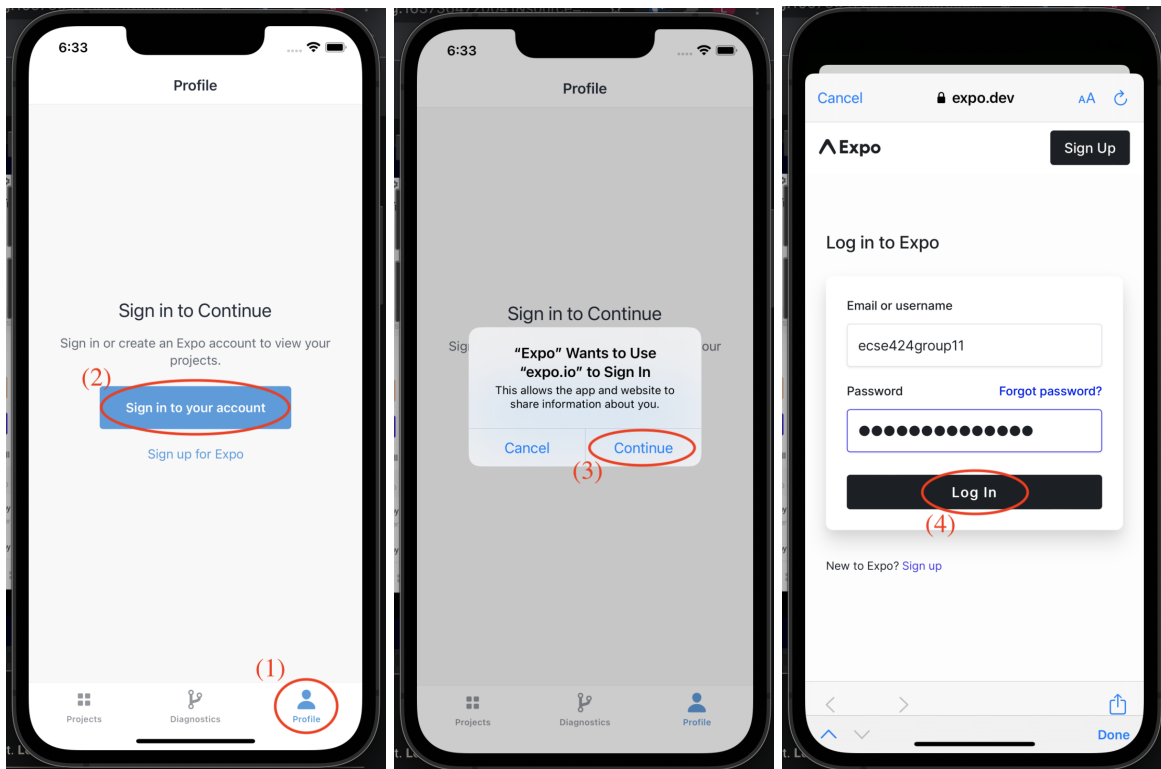 6:33
Profile
Sign in to Continue
Sign in or create an Expo account to view your
projects.
(2)
Sign in to your account
Sign up for Expo
(1)
Projects
Diagnostics
Profile
6:33
Profile
Sign in to Continue
Sig
our
“Expo” Wants to Use
“expo.io” to Sign In
This allows the app and website to
share information about you.
Cancel
Continue
(3)
Projects
Diagnostics
Profile
Cancel
expo.dev
AA
Expo
Sign Up
Log in to Expo
Email or username
ecse424group11
Password
Forgot password?
Log In
(4)
New to Expo? Sign up
Done